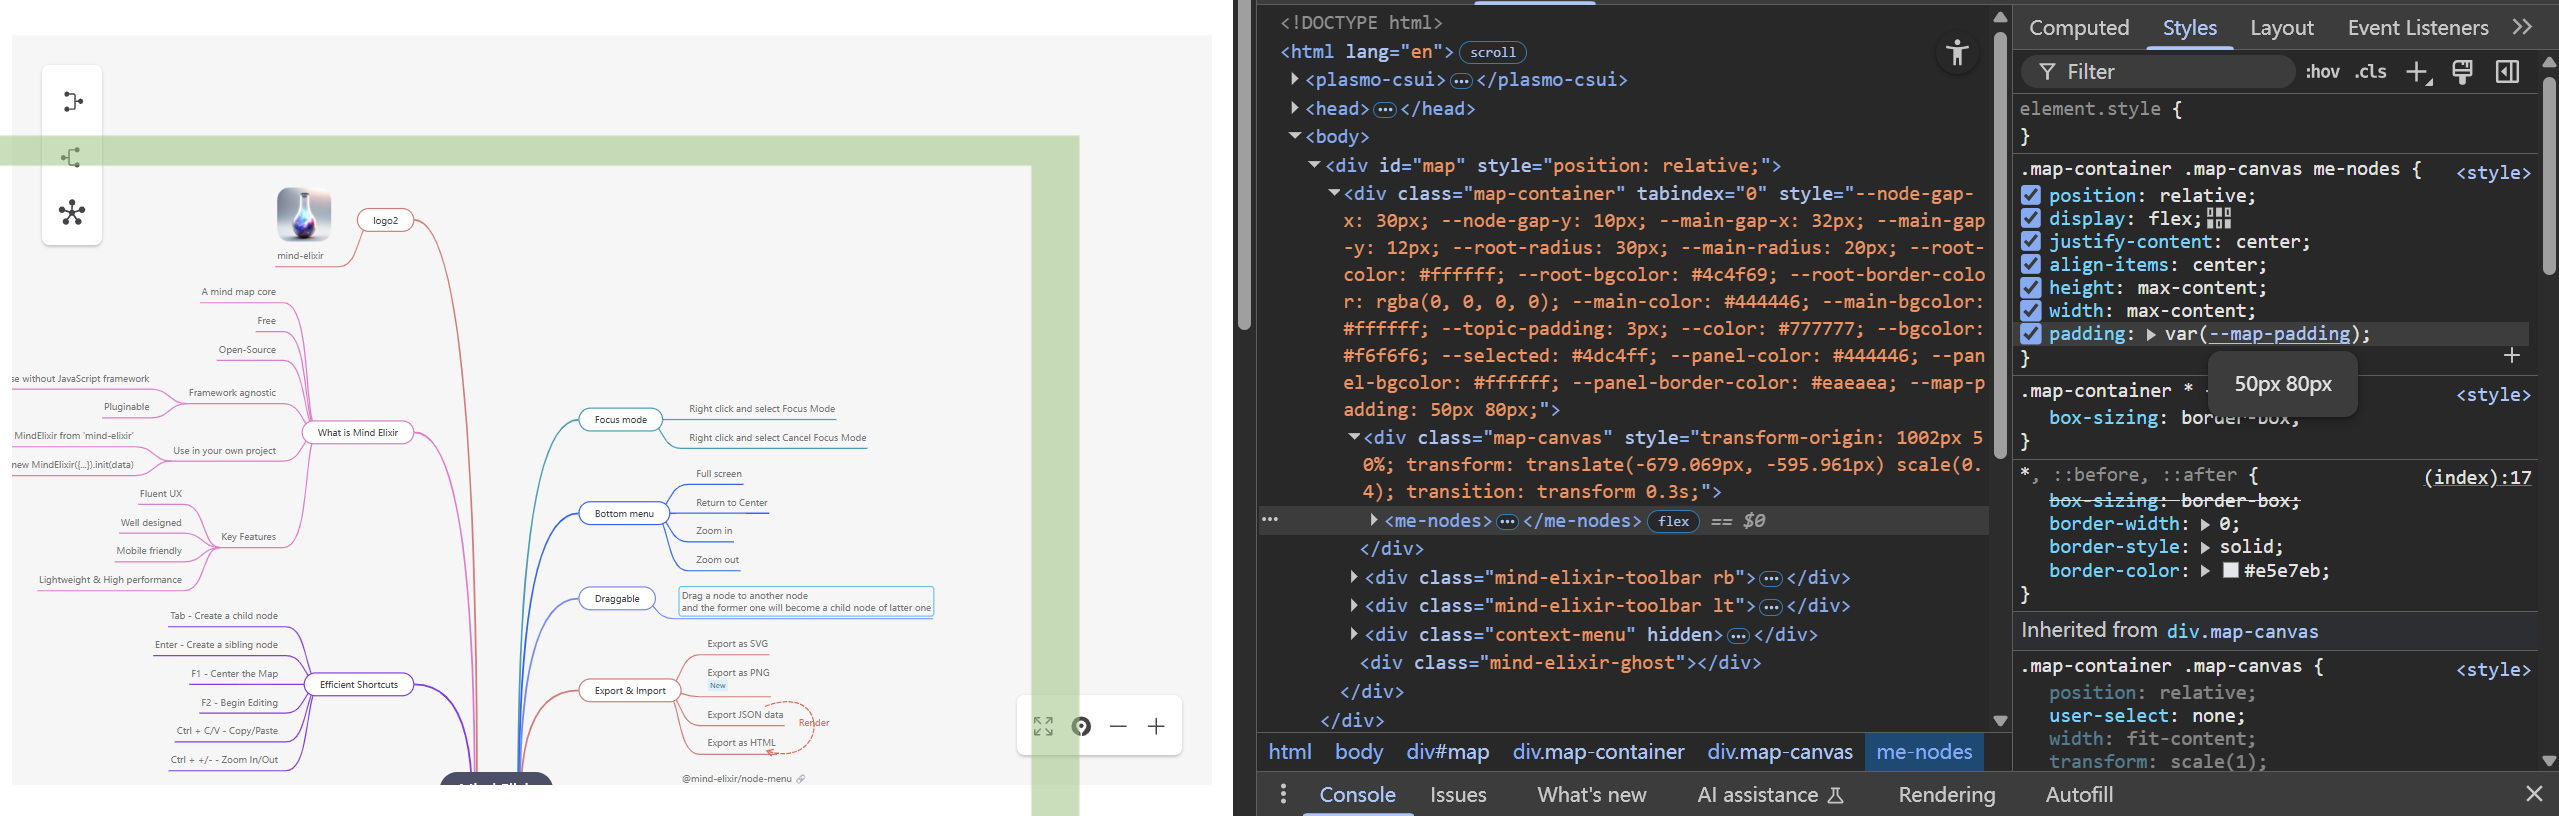 logo2
mind-elixir
A mind map core
Free
Open-Source
se without JavaScript framework
Framework agnostic
Pluginable
What is Mind Elixir
MindElixir from 'mind-elixir'
Use in your own project
new MindElixir({...}).init(data)
Fluent UX
Well designed
Key Features
Mobile friendly
Lightweight & High performance
Tab - Create a child node
Enter - Create a sibling node
F1 - Center the Map
Efficient Shortcuts
F2 - Begin Editing
Ctrl + C/V - Copy/Paste
Ctrl + +/- - Zoom In/Out
Focus mode
Right click and select Focus Mode
Right click and select Cancel Focus Mode
Full screen
Bottom menu
Return to Center
Zoom in
Zoom out
Draggable
Drag a node to another node
and the former one will become a child node of latter one
Export as SVG
Export as PNG
New
Export & Import
Export JSON data
Render
Export as HTML
@mind-elixir/node-menu
<!DOCTYPE html>
<html lang="en"> scroll
<plasmo-csui> ··· </plasmo-csui>
<head> ··· </head>
<body>
<div id="map" style="position: relative;">
<div class="map-container" tabindex="0" style="--node-gap-
x: 30px; --node-gap-y: 10px; --main-gap-x: 32px; --main-gap
-y: 12px; --root-radius: 30px; --main-radius: 20px; --root-
color: #ffffff; --root-bgcolor: #4c4f69; --root-border-colo
r: rgba(0, 0, 0, 0); --main-color: #444446; --main-bgcolor:
#ffffff; --topic-padding: 3px; --color: #777777; --bgcolor:
#f6f6f6; --selected: #4dc4ff; --panel-color: #444446; --pan
el-bgcolor: #ffffff; --panel-border-color: #eaeaea; --map-p
adding: 50px 80px;">
<div class="map-canvas" style="transform-origin: 1002px 5
0%; transform: translate(-679.069px, -595.961px) scale(0.
4); transition: transform 0.3s;">
··· <me-nodes> ··· </me-nodes> flex == $0
</div>
<div class="mind-elixir-toolbar rb"> ··· </div>
<div class="mind-elixir-toolbar lt"> ··· </div>
<div class="context-menu" hidden> ··· </div>
<div class="mind-elixir-ghost"></div>
</div>
</div>
html body div#map div.map-container div.map-canvas me-nodes
Computed Styles Layout Event Listeners
Filter :hov .cls
element.style {
}
.map-container .map-canvas me-nodes { <style>
position: relative;
display: flex;
justify-content: center;
align-items: center;
height: max-content;
width: max-content;
padding: var(--map-padding);
}
50px 80px
.map-container * <style>
box-sizing: border-box;
}
*, ::before, ::after { (index):17
box-sizing: border-box;
border-width: 0;
border-style: solid;
border-color: #e5e7eb;
}
Inherited from div.map-canvas
.map-container .map-canvas { <style>
position: relative;
user-select: none;
width: fit-content;
transform: scale(1);
Console Issues What's new AI assistance Rendering Autofill